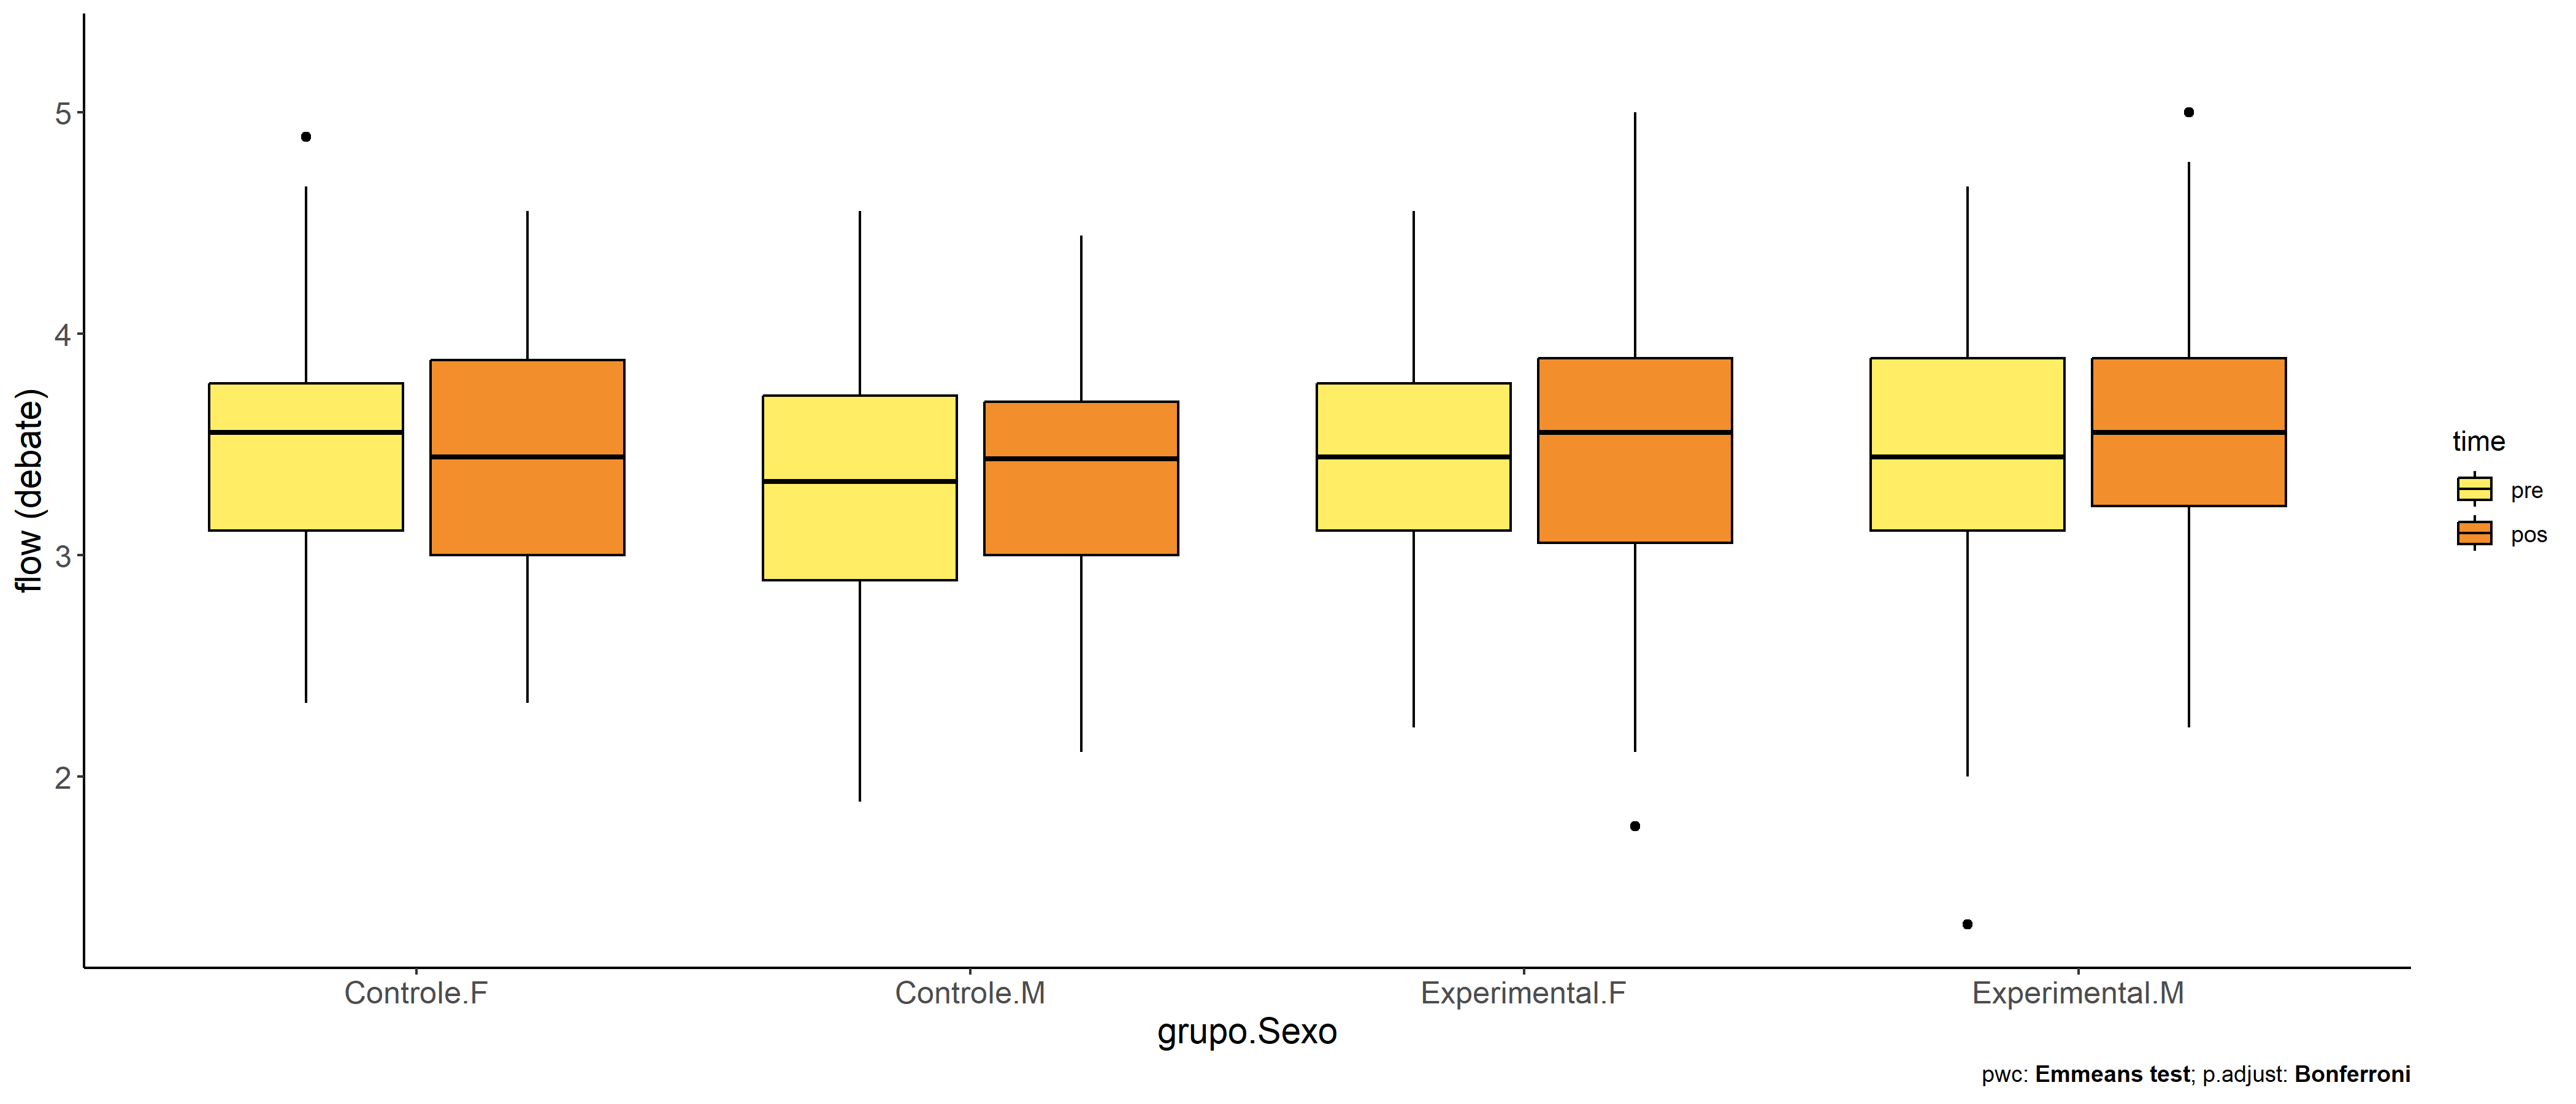 flow (debate)
5
4
3
2
Controle.F
Controle.M
Experimental.F
Experimental.M
grupo.Sexo
time
pre
pos
pwc: Emmeans test; p.adjust: Bonferroni